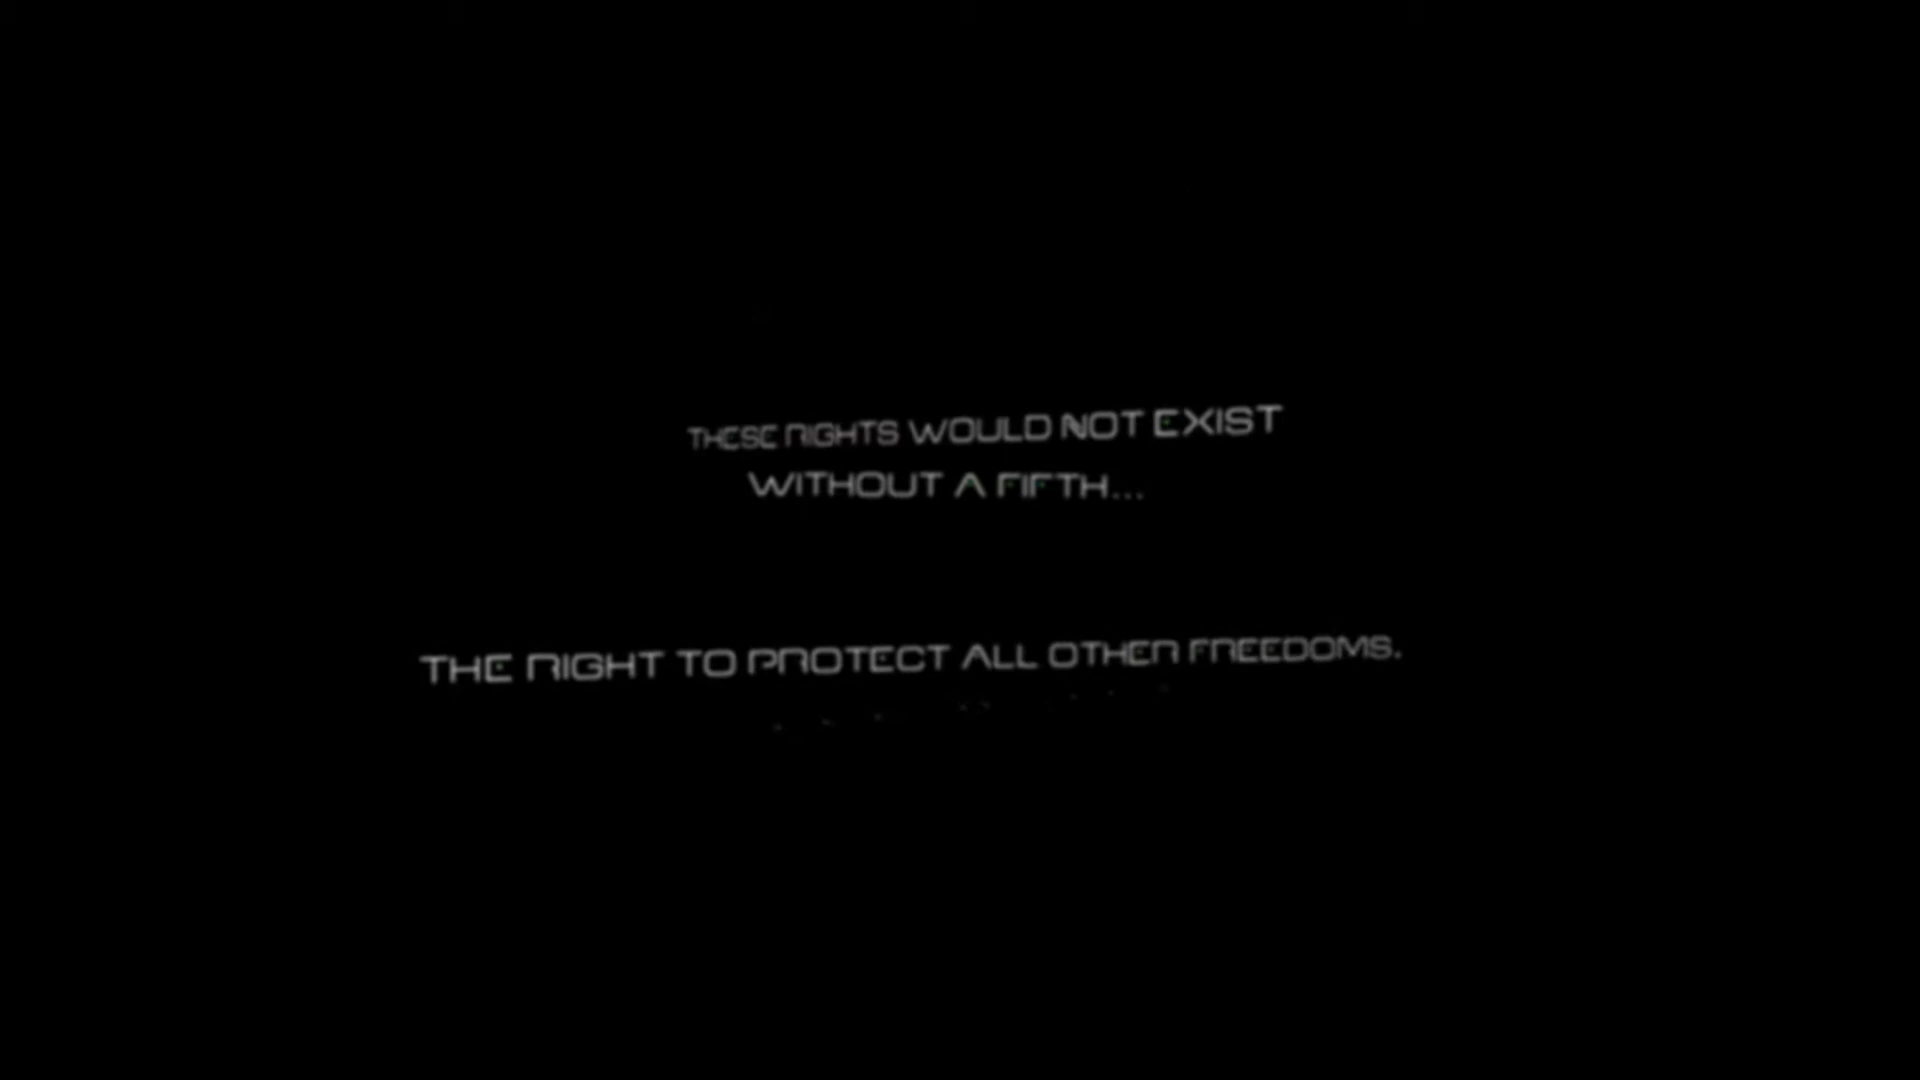 THESE RIGHTS WOULD NOT EXIST
WITHOUT A FIFTH...
THE RIGHT TO PROTECT ALL OTHER FREEDOMS.